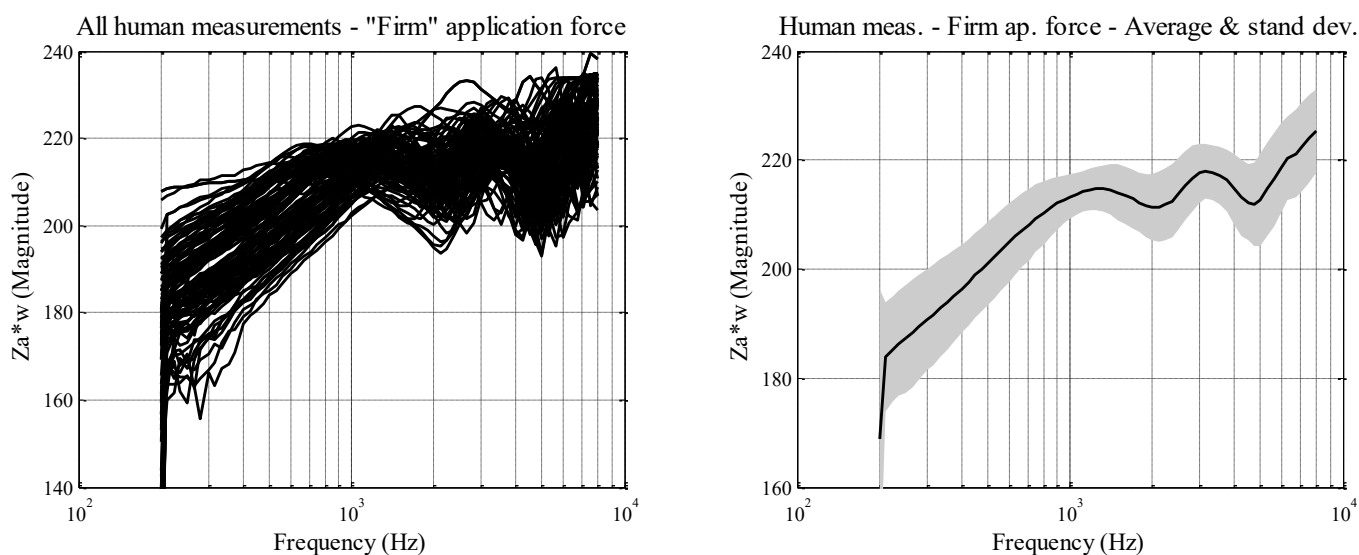 All human measurements - "Firm" application force
240
220
200
180
160
140
Za*w (Magnitude)
10^2
10^3
10^4
Frequency (Hz)
Human meas. - Firm ap. force - Average & stand dev.
240
220
200
180
160
Za*w (Magnitude)
10^2
10^3
10^4
Frequency (Hz)